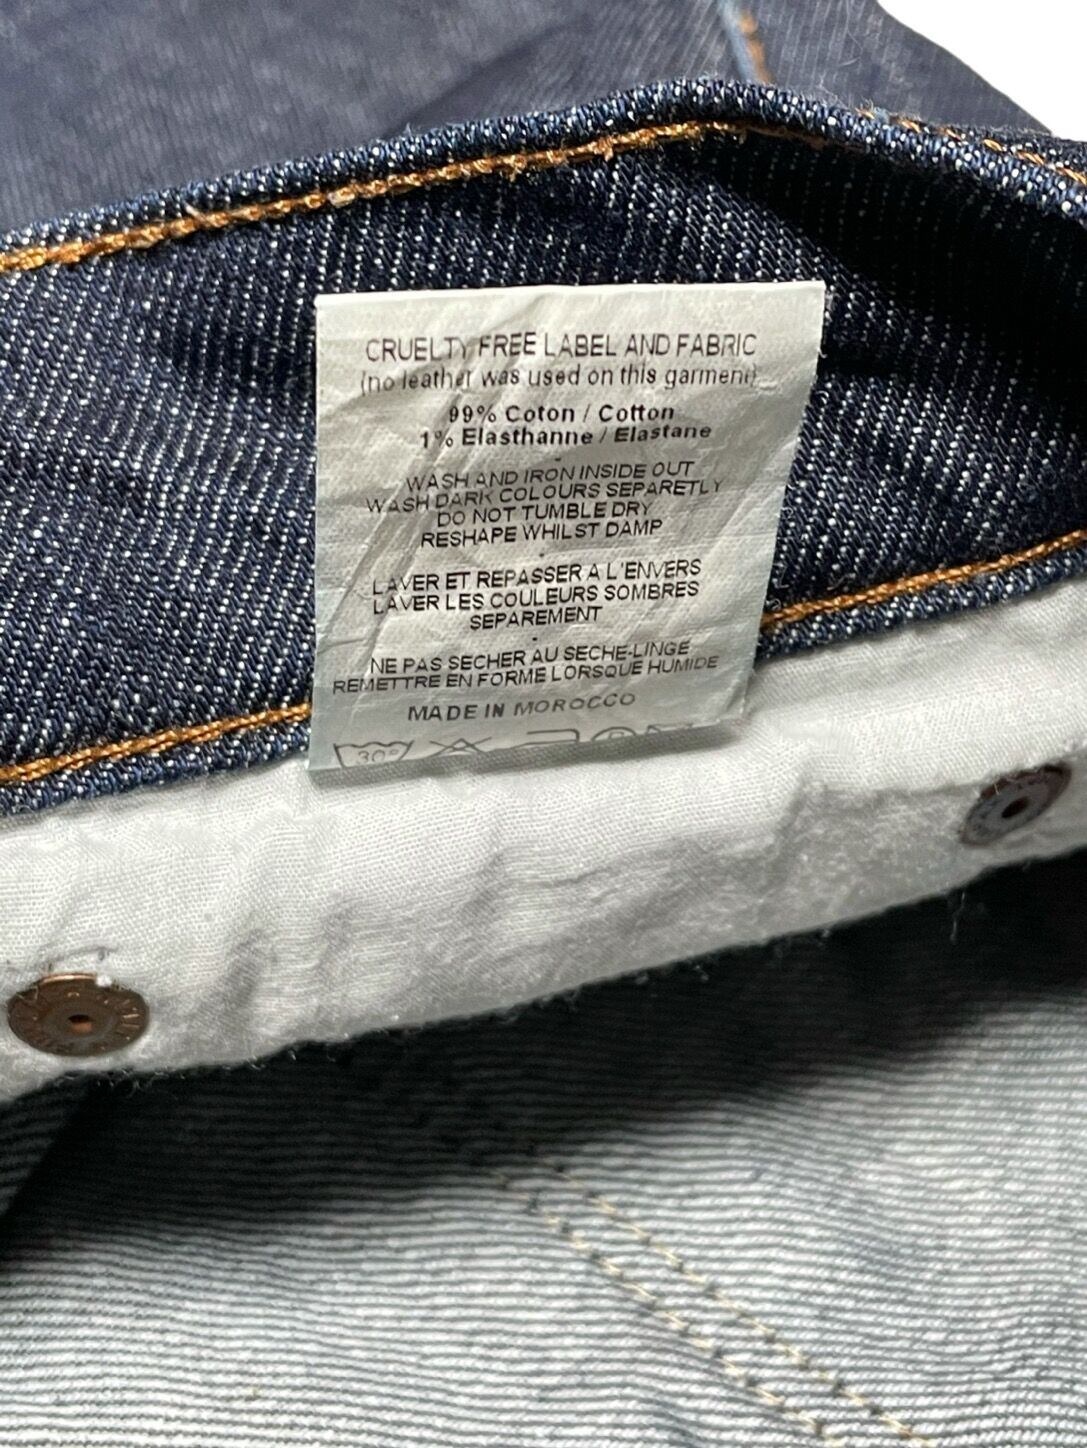 CRUELTY FREE LABEL AND FABRIC
(no leather was used on this garment)
99% Coton / Cotton
1% Elasthanne / Elastane
WASH AND IRON INSIDE OUT
WASH DARK COLOURS SEPARETLY
DO NOT TUMBLE DRY
RESHAPE WHILST DAMP
LAVER ET REPASSER A L'ENVERS
LAVER LES COULEURS SOMBRES
SEPAREMENT
NE PAS SECHER AU SECHE-LINGE
REMETTRE EN FORME LORSQUE HUMIDE
MADE IN MOROCCO
30°